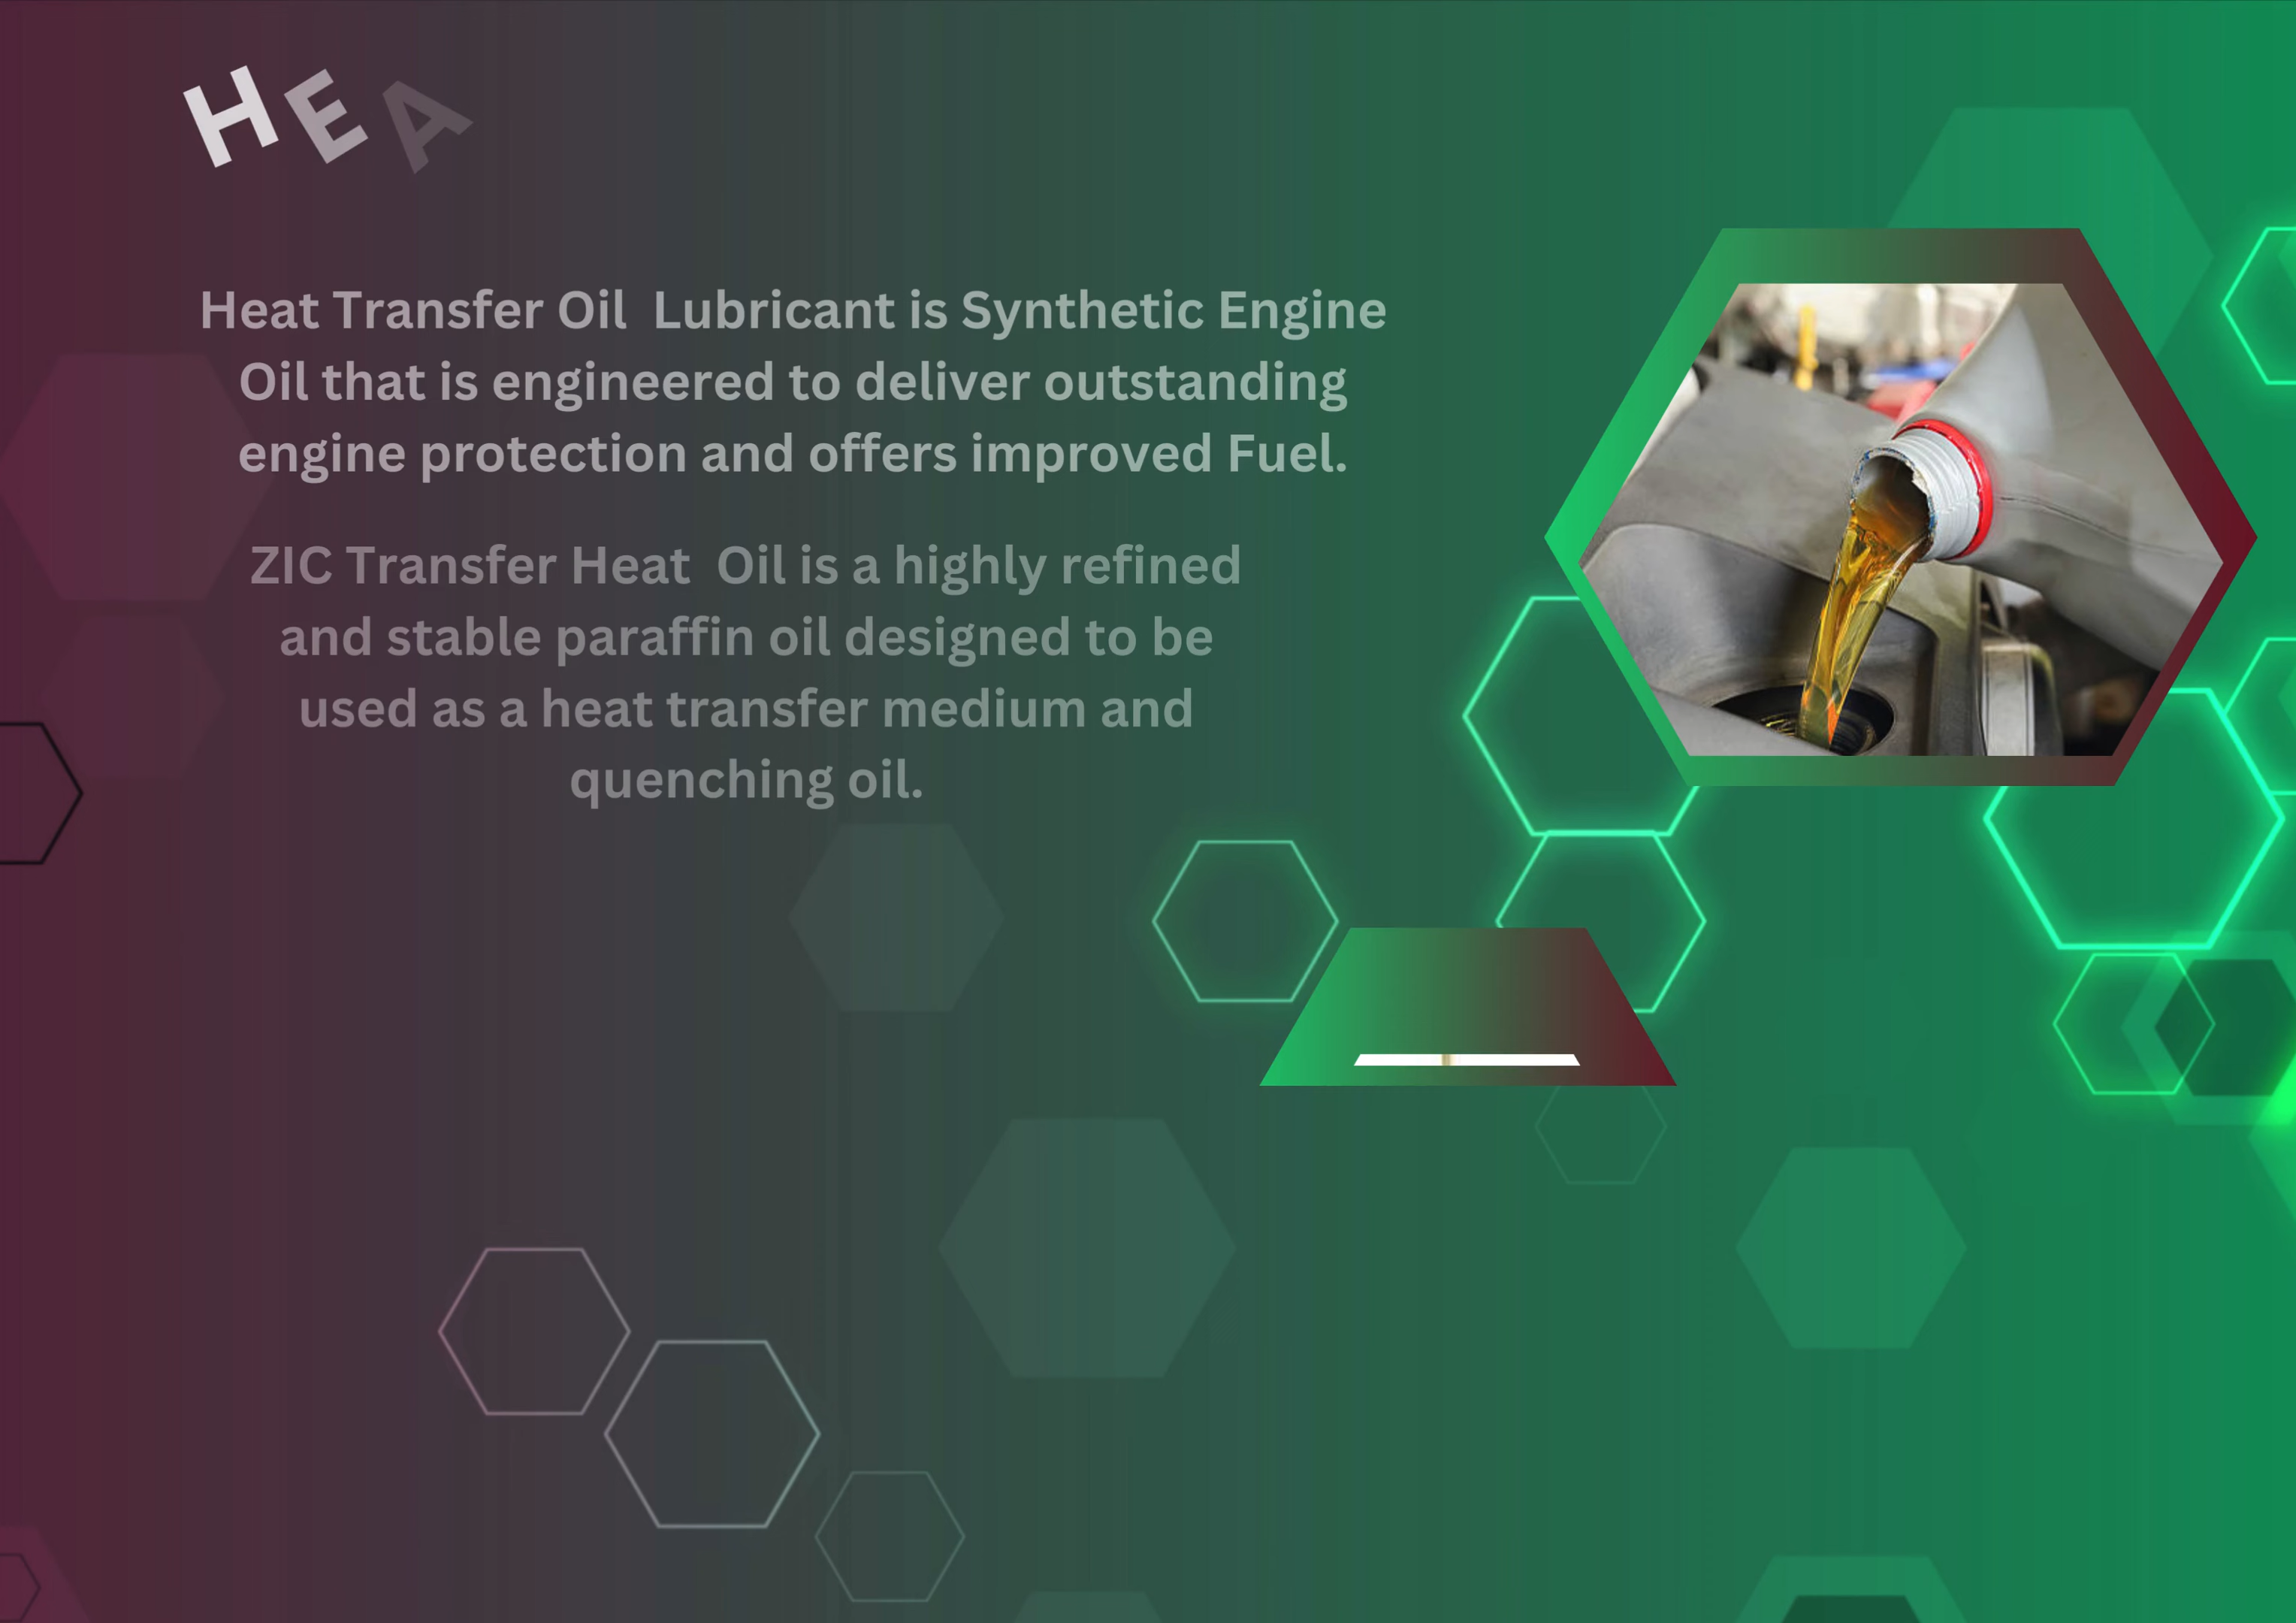 HEA
Heat Transfer Oil  Lubricant is Synthetic Engine
Oil that is engineered to deliver outstanding
engine protection and offers improved Fuel.
ZIC Transfer Heat  Oil is a highly refined
and stable paraffin oil designed to be
used as a heat transfer medium and
quenching oil.